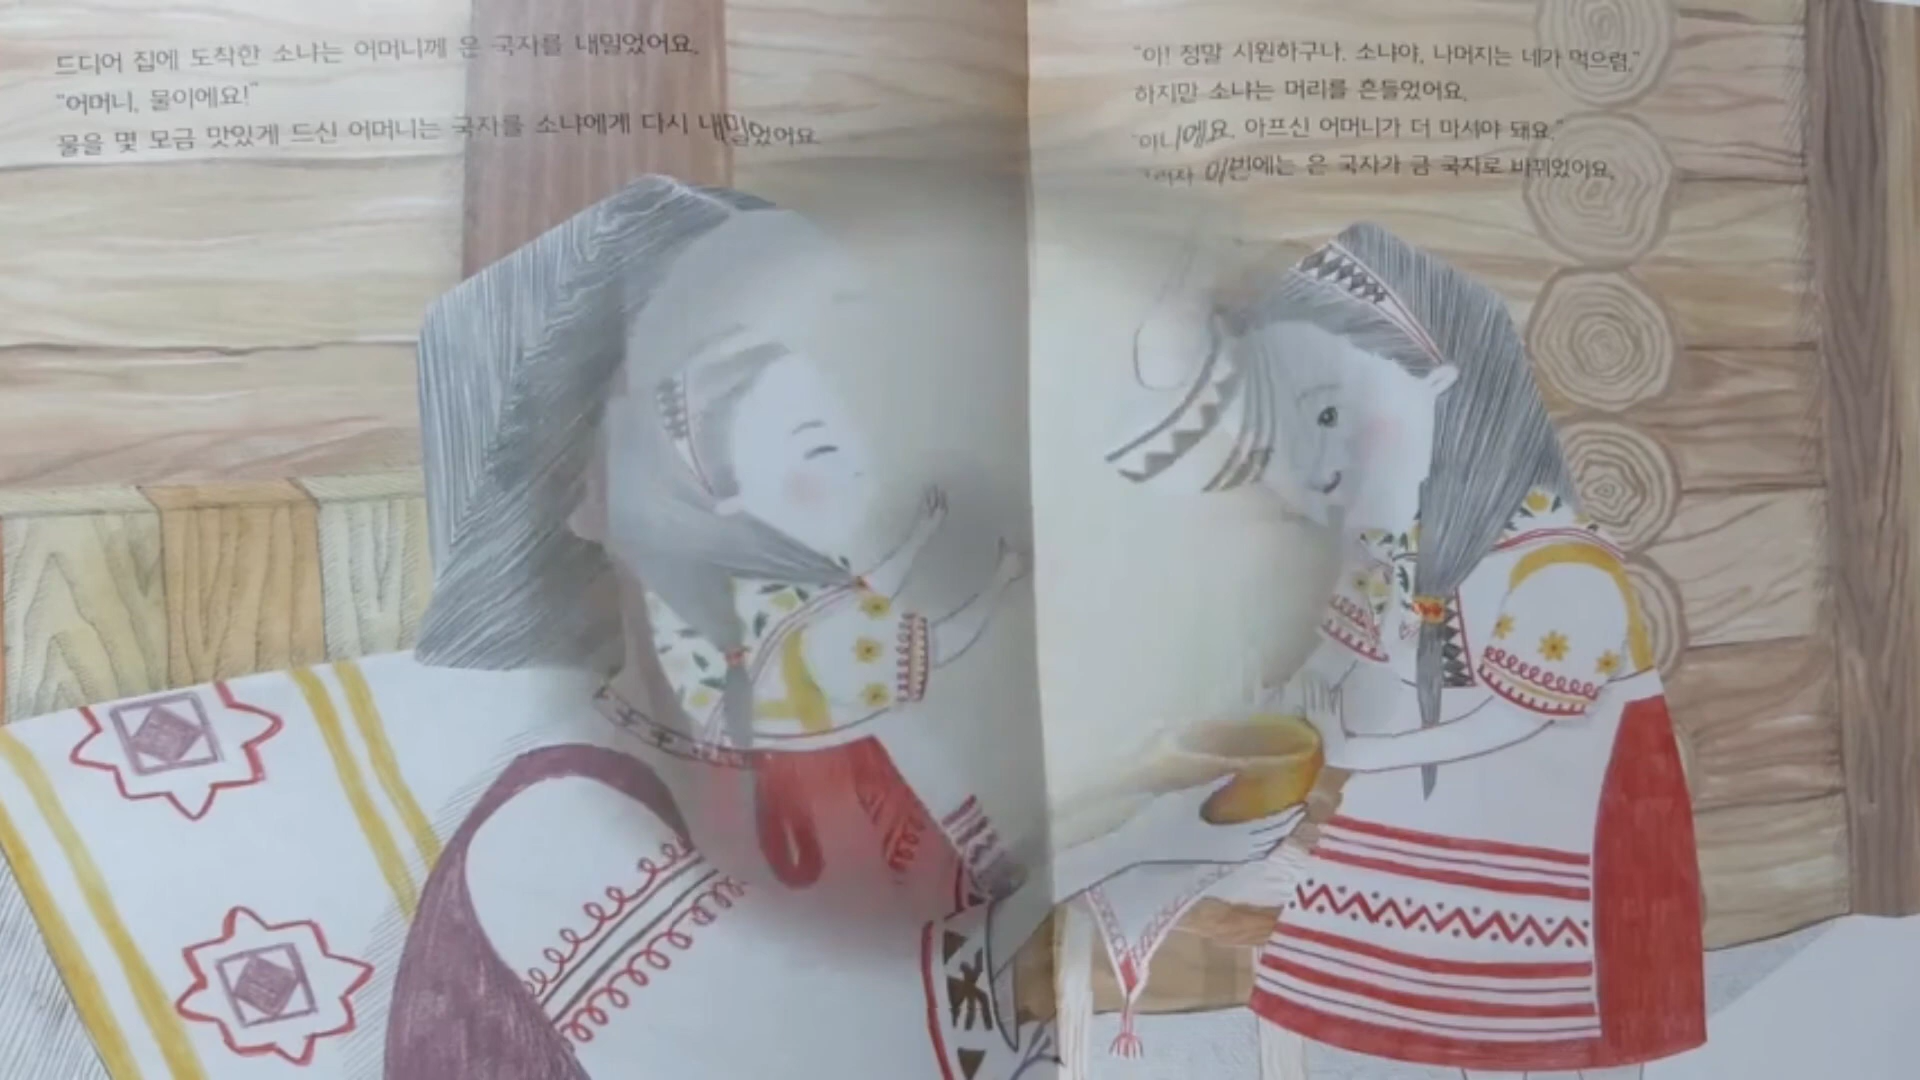 드디어 집에 도착한 소냐는 어머니께 은 국자를 내밀었어요.
"어머니, 물이에요!"
물을 몇 모금 맛있게 드신 어머니는 국자를 소냐에게 다시 내밀었어요.
"아! 정말 시원하구나. 소냐야, 나머지는 네가 먹으렴."
하지만 소냐는 머리를 흔들었어요.
"아니에요. 아프신 어머니가 더 마셔야 돼요."
이번에는 은 국자가 금 국자로 바뀌었어요.